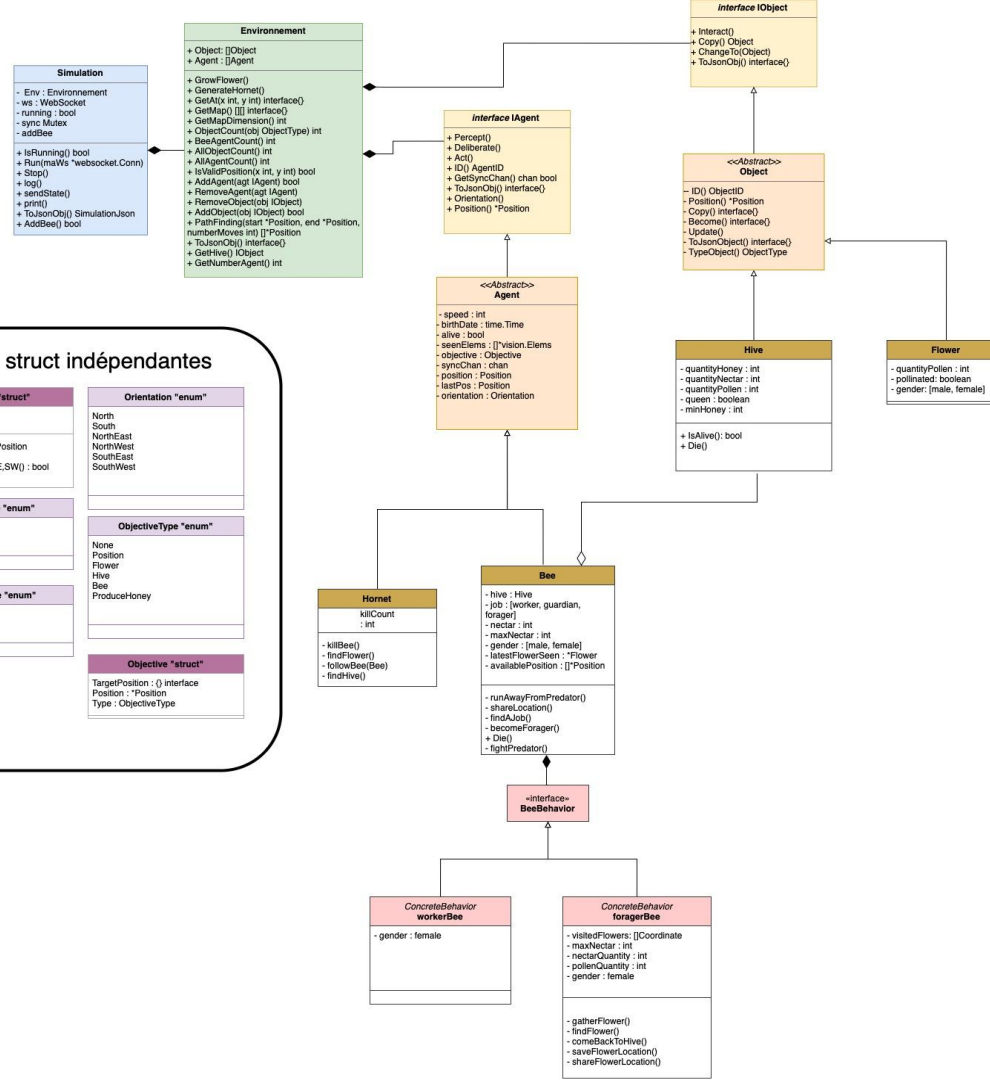 interface IObject
+ Interact()
+ Copy() Object
+ ChangeTo(Object)
+ ToJsonObj() interface{}
Environnement
+ Object: []Object
+ Agent : []Agent
+ GrowFlower()
+ GenerateHornet()
+ GetAt(x int, y int) interface{}
+ GetMap() [][] interface{}
+ GetMapDimension() int
+ ObjectCount(obj ObjectType) int
+ BeeAgentCount() int
+ AllObjectCount() int
+ AllAgentCount() int
+ IsValidPosition(x int, y int) bool
+ AddAgent(agt IAgent) bool
+ RemoveAgent(agt IAgent)
+ RemoveObject(obj IObject)
+ AddObject(obj IObject) bool
+ PathFinding(start *Position, end *Position,
numberMoves int) []*Position
+ ToJsonObj() interface{}
+ GetHive() IObject
+ GetNumberAgent() int
Simulation
- Env : Environnement
- ws : WebSocket
- running : bool
- sync Mutex
- addBee
+ IsRunning() bool
+ Run(maWs *websocket.Conn)
+ Stop()
+ log()
+ sendState()
+ print()
+ ToJsonObj() SimulationJson
+ AddBee() bool
interface IAgent
+ Percept()
+ Deliberate()
+ Act()
+ ID() AgentID
+ GetSyncChan() chan bool
+ ToJsonObj() interface{}
+ Orientation()
+ Position() *Position
<<Abstract>>
Object
- ID() ObjectID
- Position() *Position
- Copy() interface{}
- Become() interface{}
- Update()
- ToJsonObject() interface{}
- TypeObject() ObjectType
<<Abstract>>
Agent
- speed : int
- birthDate : time.Time
- alive : bool
- seenElems : []*vision.Elems
- objective : Objective
- syncChan : chan
- position : Position
- lastPos : Position
- orientation : Orientation
Hive
- quantityHoney : int
- quantityNectar : int
- quantityPollen : int
- queen : boolean
- minHoney : int
+ IsAlive(): bool
+ Die()
Flower
- quantityPollen : int
- pollinated: boolean
- gender: [male, female]
struct indépendantes
"struct"
Position
E,SW() : bool
"enum"
"enum"
Orientation "enum"
North
South
NorthEast
NorthWest
SouthEast
SouthWest
ObjectiveType "enum"
None
Position
Flower
Hive
Bee
ProduceHoney
Objective "struct"
TargetPosition : {} interface
Position : *Position
Type : ObjectiveType
Hornet
killCount
: int
- killBee()
- findFlower()
- followBee(Bee)
- findHive()
Bee
- hive : Hive
- job : [worker, guardian,
forager]
- nectar : int
- maxNectar : int
- gender : [male, female]
- latestFlowerSeen : *Flower
- availablePosition : []*Position
- runAwayFromPredator()
- shareLocation()
- findAJob()
- becomeForager()
+ Die()
- fightPredator()
«interface»
BeeBehavior
ConcreteBehavior
workerBee
- gender : female
ConcreteBehavior
foragerBee
- visitedFlowers: []Coordinate
- maxNectar : int
- nectarQuantity : int
- pollenQuantity : int
- gender : female
- gatherFlower()
- findFlower()
- comeBackToHive()
- saveFlowerLocation()
- shareFlowerLocation()